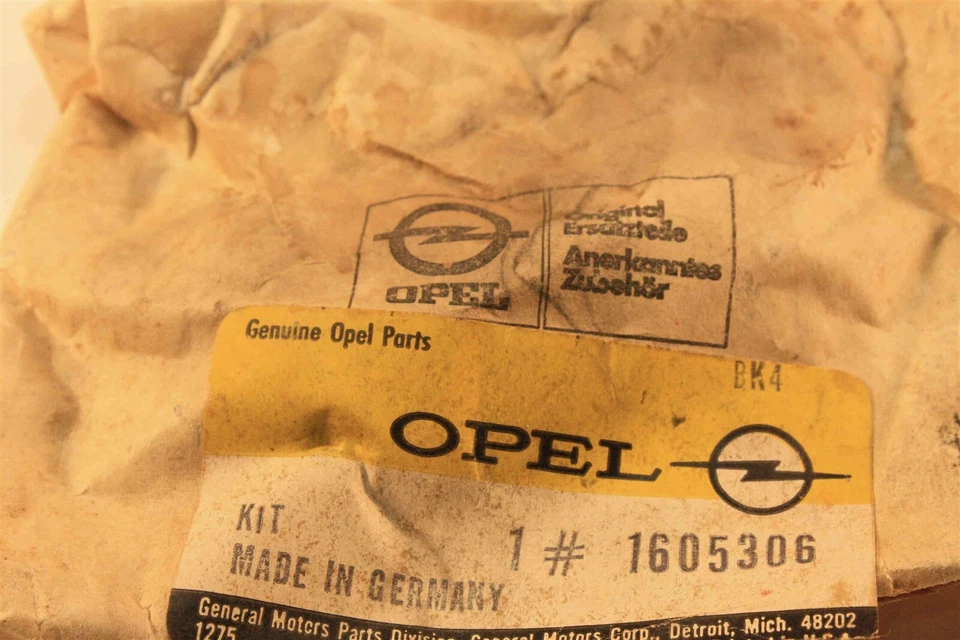 OPEL
Original
Ersatzteile
Anerkanntes
Zubehör
Genuine Opel Parts
BK4
OPEL
KIT
1 # 1605306
MADE IN GERMANY
General Motors Parts Division, General Motors Corp., Detroit, Mich. 48202
1275